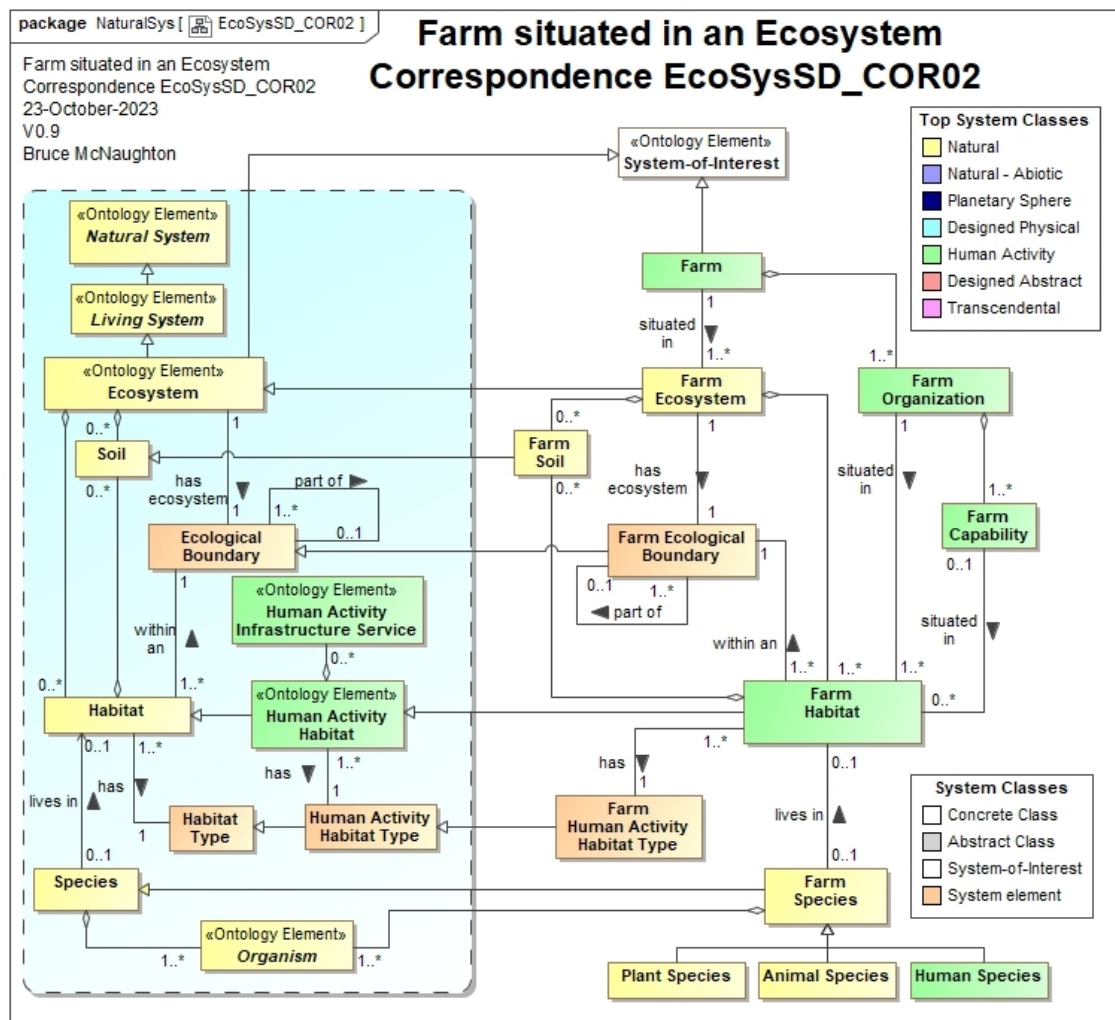 package NaturalSys [ EcoSysSD_COR02 ]
Farm situated in an Ecosystem
Correspondence EcoSysSD_COR02
Farm situated in an Ecosystem
Correspondence EcoSysSD_COR02
23-October-2023
V0.9
Bruce McNaughton
Top System Classes
Natural
Natural - Abiotic
Planetary Sphere
Designed Physical
Human Activity
Designed Abstract
Transcendental
«Ontology Element»
System-of-Interest
«Ontology Element»
Natural System
«Ontology Element»
Living System
«Ontology Element»
Ecosystem
Farm
1
situated
in
1..*
Farm
Ecosystem
1..*
Farm
Organization
0..*
Soil
0..*
1
has
ecosystem
1
0..*
Farm
Soil
0..*
1
has
ecosystem
1
1
situated
in
1..*
Farm
Capability
0..1
part of
1..*
0..1
Ecological
Boundary
1
Farm Ecological
Boundary
1
0..1
1..*
part of
«Ontology Element»
Human Activity
Infrastructure Service
0..*
within
an
0..*
1..*
within an
1..*
1..*
1..*
situated
in
0..*
Habitat
«Ontology Element»
Human Activity
Habitat
Farm
Habitat
0..1
1..*
has
1
1..*
has
1
1..*
has
1
0..1
lives in
0..1
lives in
0..1
Habitat
Type
Human Activity
Habitat Type
Farm
Human Activity
Habitat Type
System Classes
Concrete Class
Abstract Class
System-of-Interest
System element
Species
Farm
Species
«Ontology Element»
Organism
1..*
1..*
Plant Species
Animal Species
Human Species